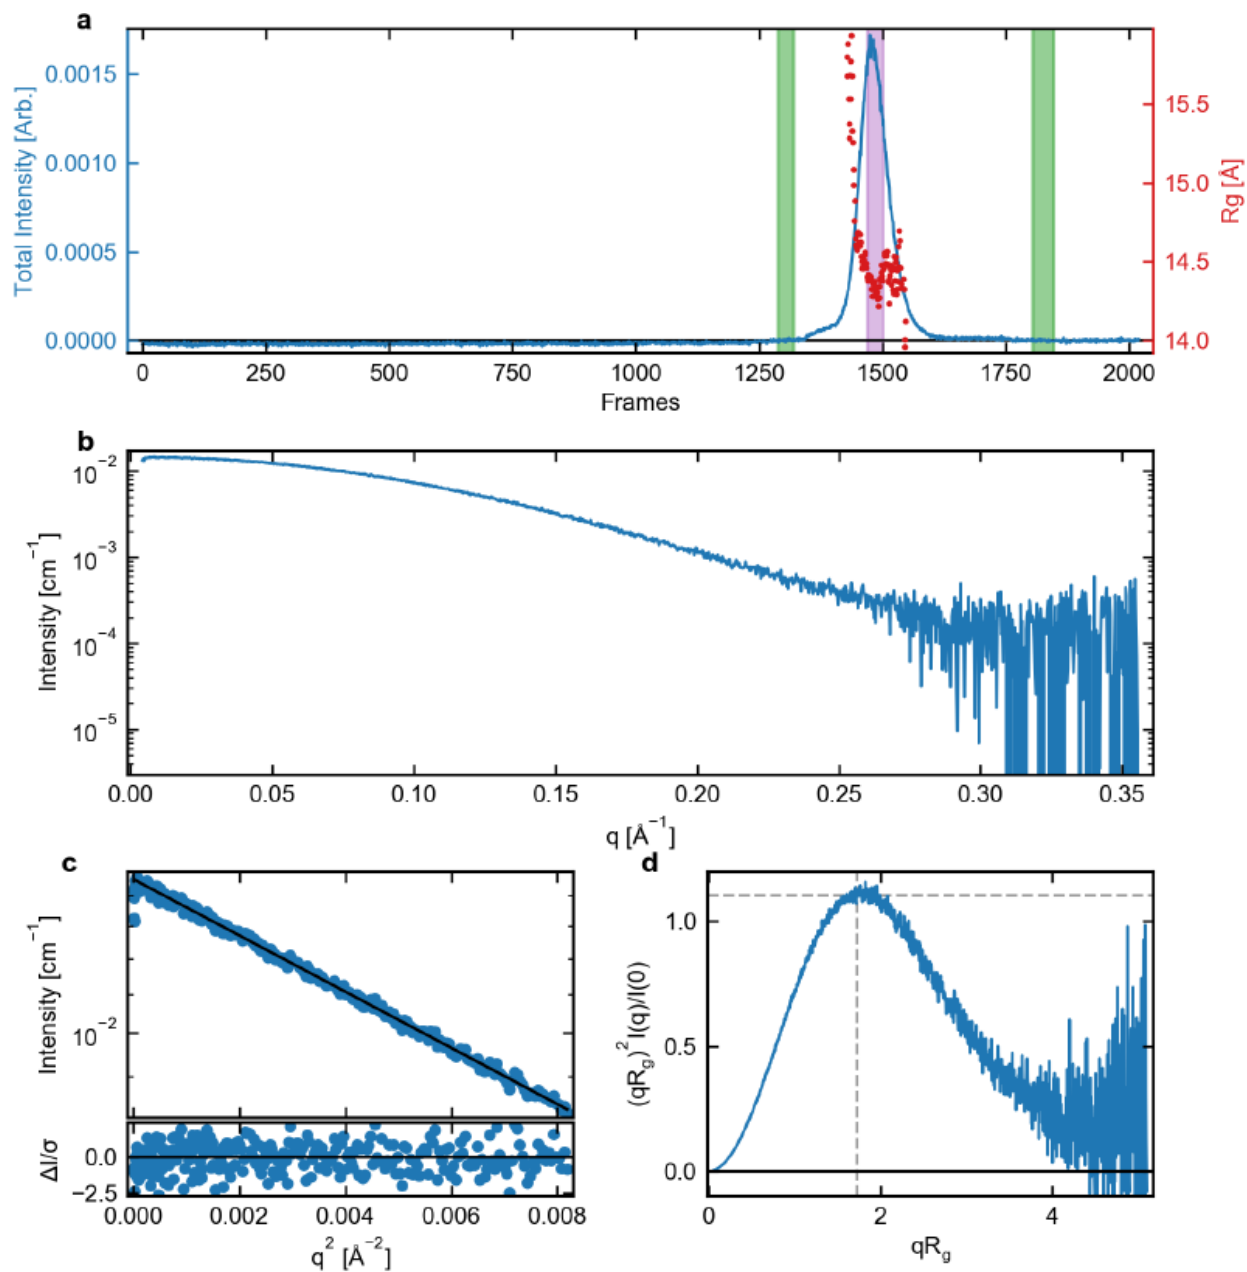 a
Total Intensity [Arb.]
0.0015
0.0010
0.0005
0.0000
15.5
15.0
14.5
14.0
Rg [Å]
0 250 500 750 1000 1250 1500 1750 2000
Frames
b
Intensity [cm⁻¹]
10⁻²
10⁻³
10⁻⁴
10⁻⁵
0.00 0.05 0.10 0.15 0.20 0.25 0.30 0.35
q [Å⁻¹]
c
Intensity [cm⁻¹]
10⁻²
ΔI/σ
0.0
−2.5
0.000 0.002 0.004 0.006 0.008
q² [Å⁻²]
d
(qR_g)² I(q)/I(0)
1.0
0.5
0.0
0 2 4
qR_g